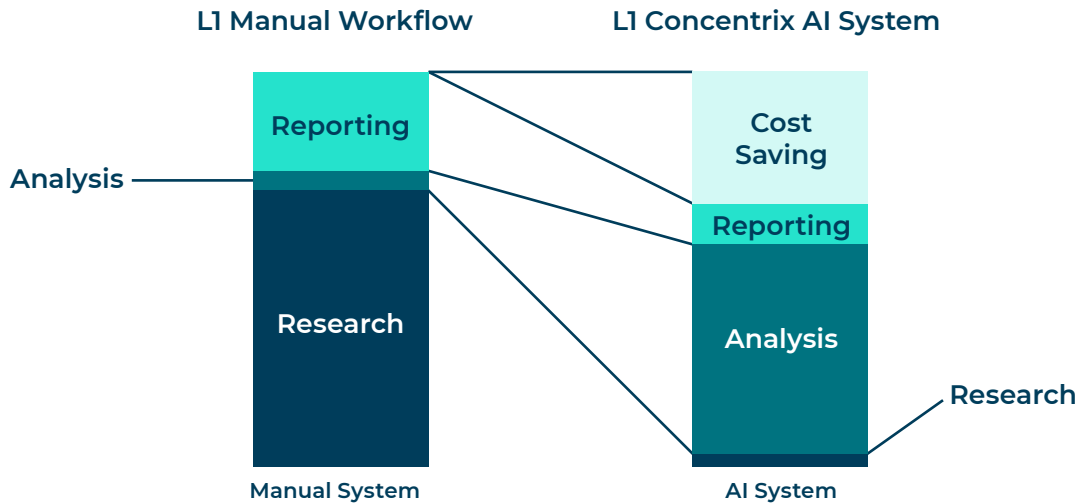 L1 Manual Workflow
L1 Concentrix AI System
Reporting
Analysis
Research
Manual System
Cost
Saving
Reporting
Analysis
Research
AI System